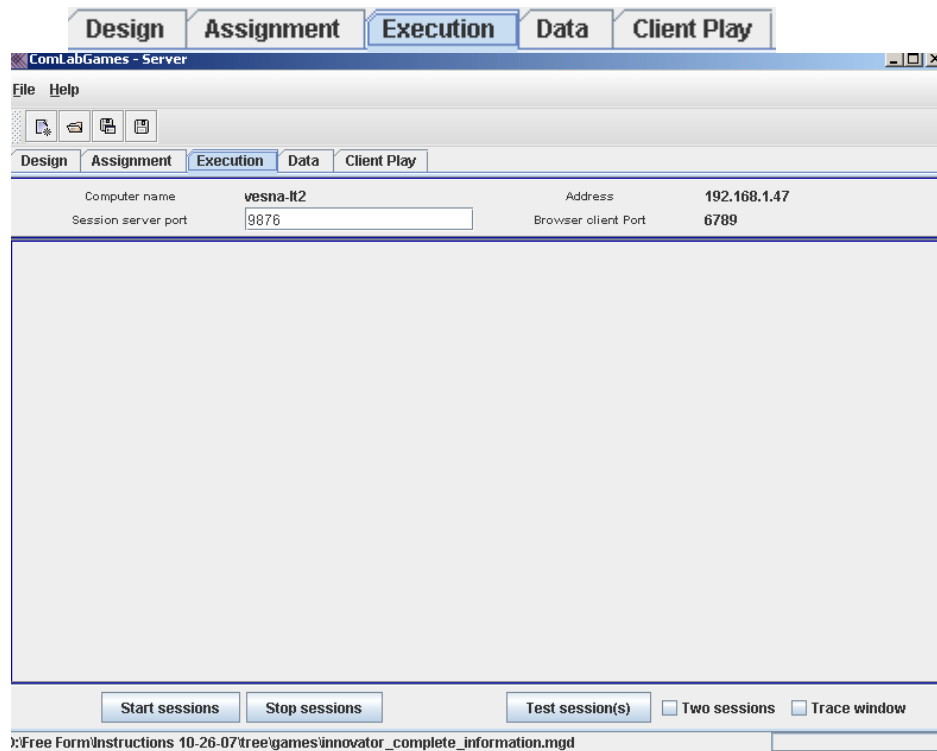 Design Assignment Execution Data Client Play
ComLabGames - Server
File Help
Design Assignment Execution Data Client Play
Computer name vesna-lt2 Address 192.168.1.47
Session server port 9876 Browser client Port 6789
Start sessions Stop sessions Test session(s) Two sessions Trace window
):\Free Form\Instructions 10-26-07\tree\games\innovator_complete_information.mgd